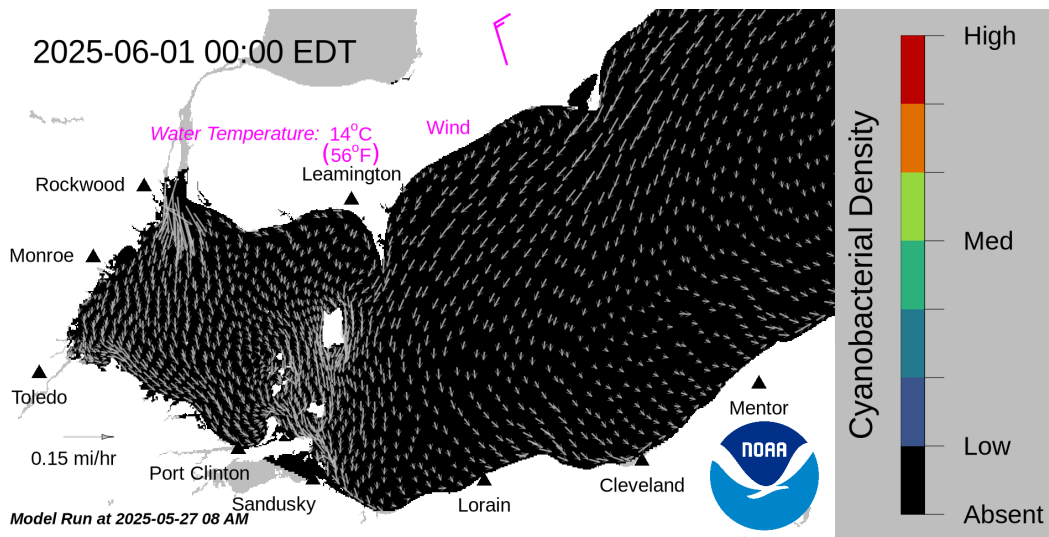 2025-06-01 00:00 EDT
Water Temperature: 14°C
(56°F)
Wind
Leamington
Rockwood
Monroe
Toledo
0.15 mi/hr
Port Clinton
Sandusky
Lorain
Cleveland
Mentor
NOAA
Model Run at 2025-05-27 08 AM
Cyanobacterial Density
High
Med
Low
Absent